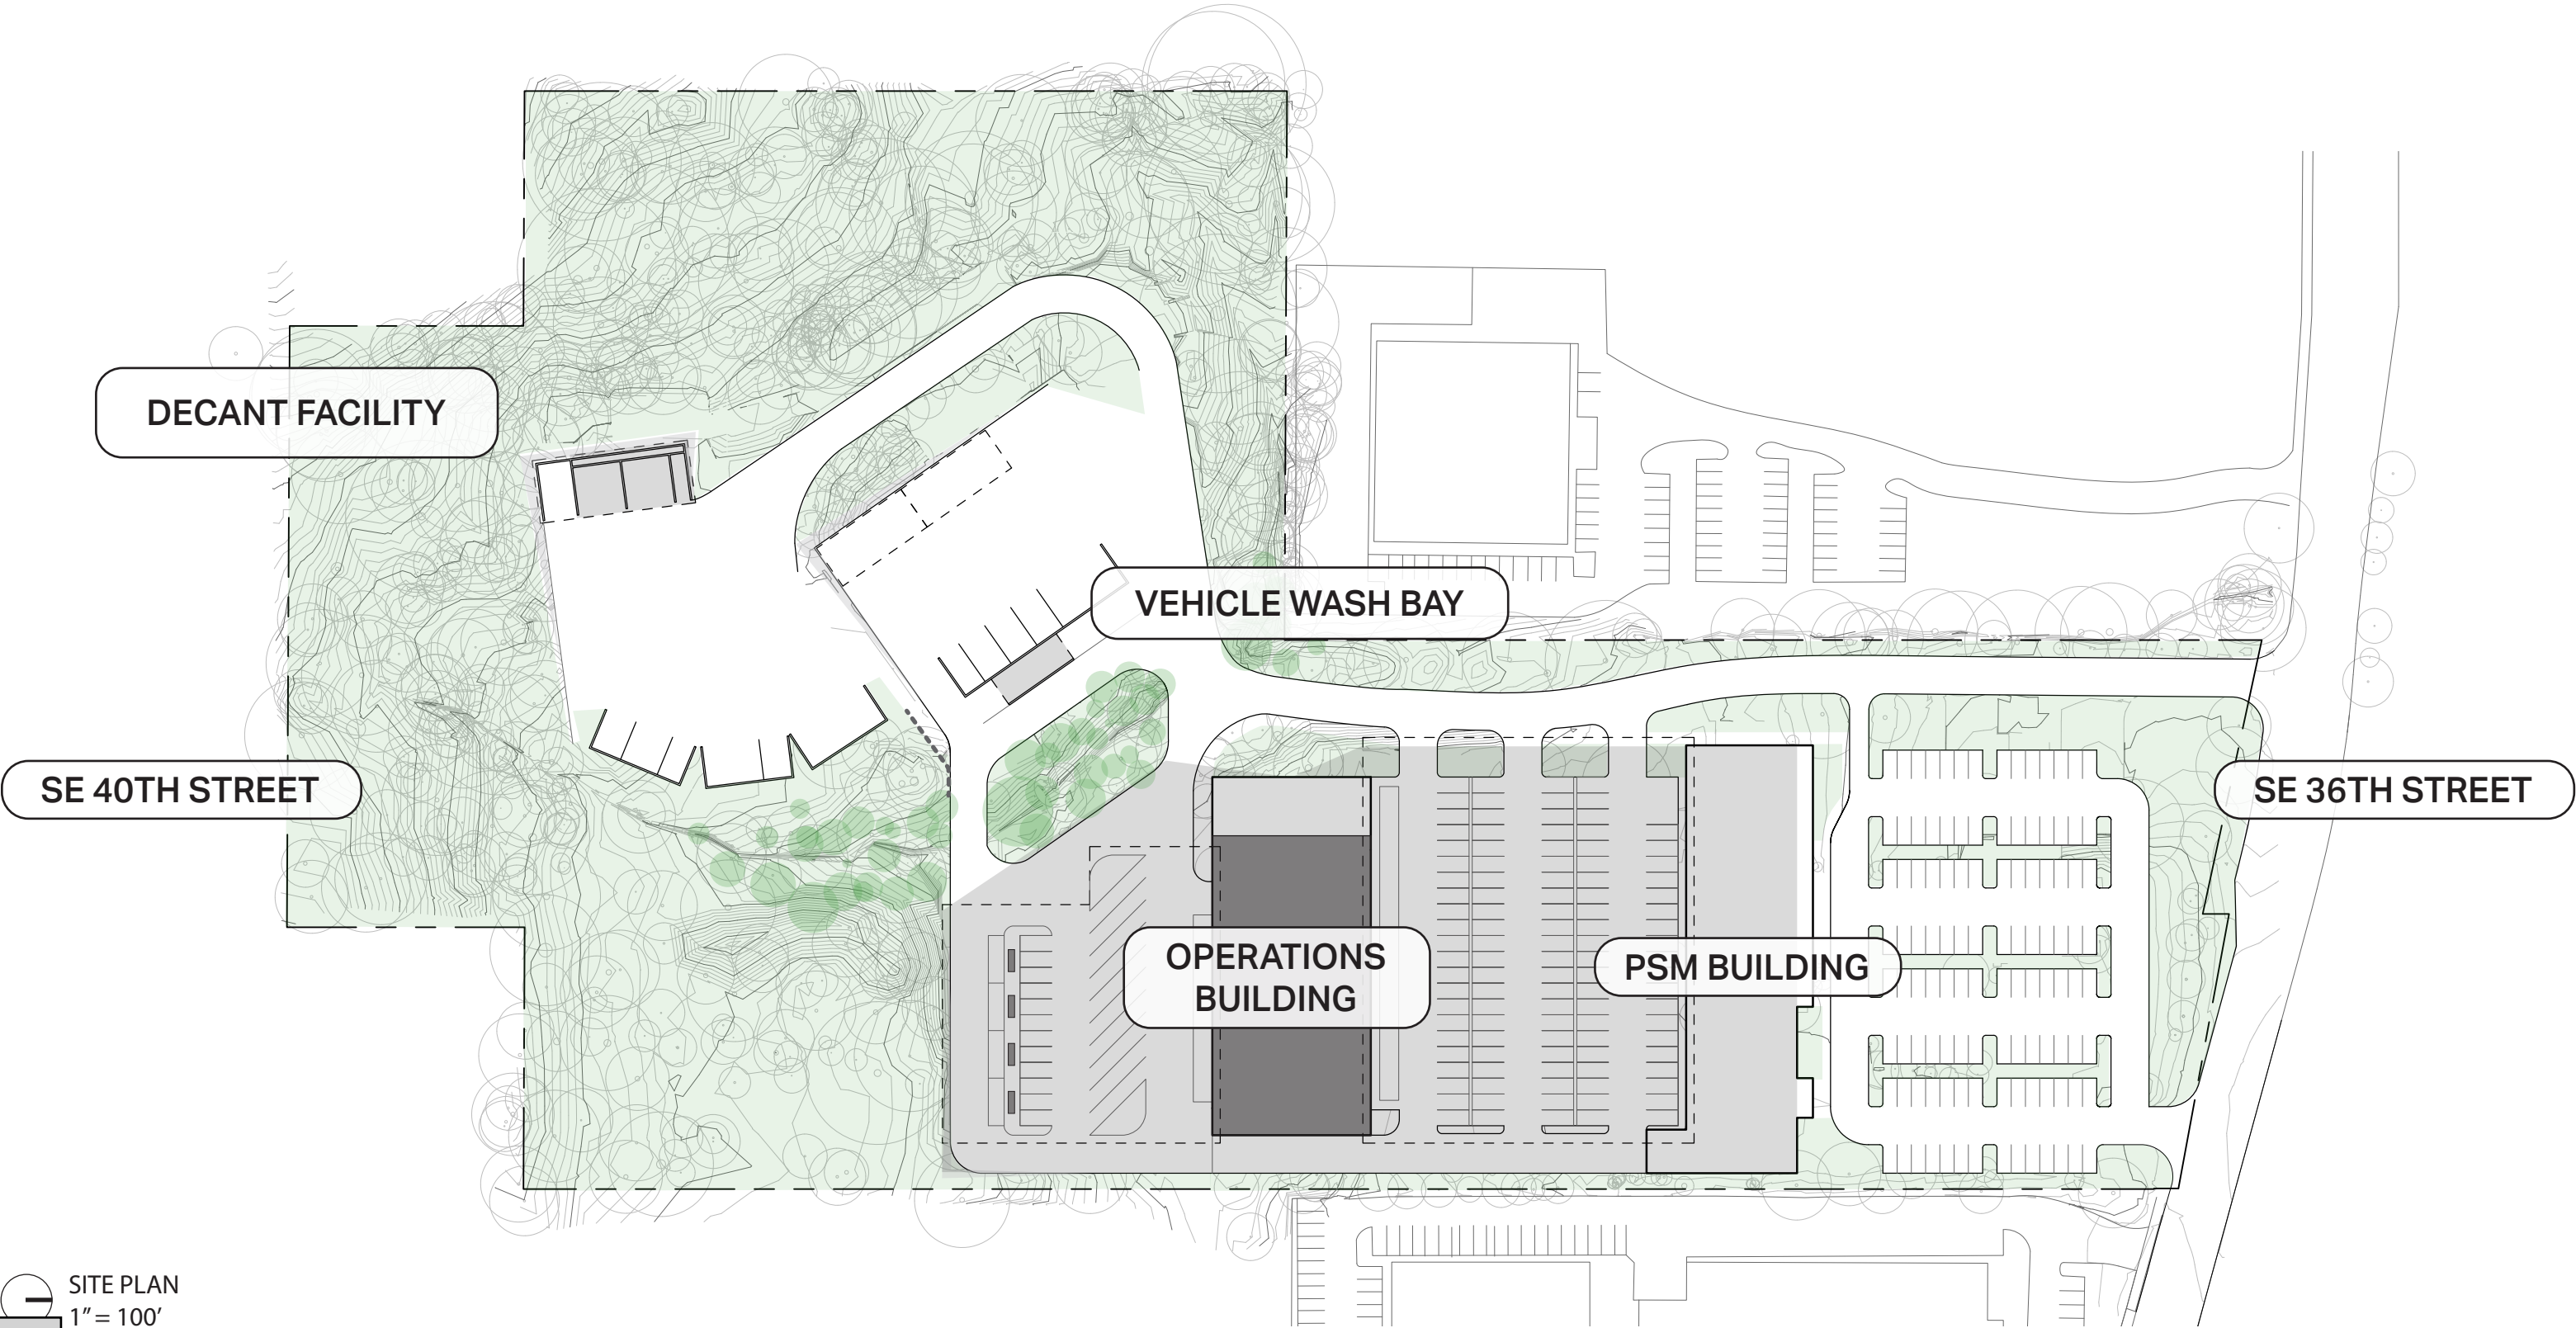 DECANT FACILITY
VEHICLE WASH BAY
SE 40TH STREET
SE 36TH STREET
OPERATIONS
BUILDING
PSM BUILDING
SITE PLAN
1” = 100’